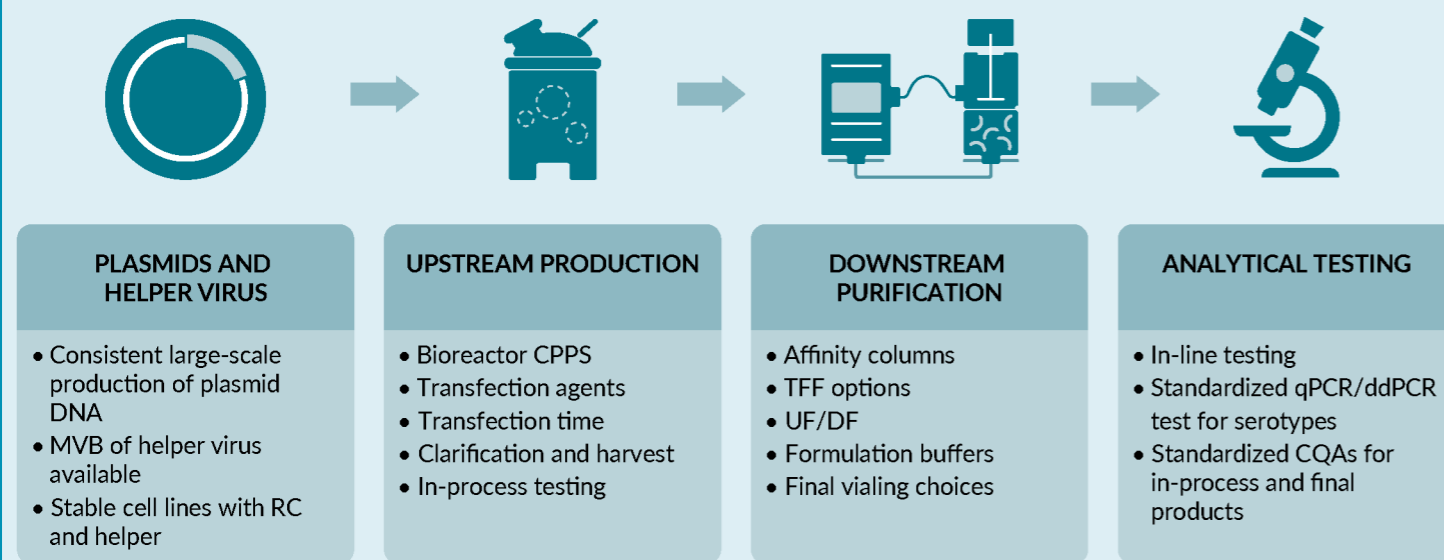 PLASMIDS AND
HELPER VIRUS
• Consistent large-scale
production of plasmid
DNA
• MVB of helper virus
available
• Stable cell lines with RC
and helper
UPSTREAM PRODUCTION
• Bioreactor CPPS
• Transfection agents
• Transfection time
• Clarification and harvest
• In-process testing
DOWNSTREAM
PURIFICATION
• Affinity columns
• TFF options
• UF/DF
• Formulation buffers
• Final vialing choices
ANALYTICAL TESTING
• In-line testing
• Standardized qPCR/ddPCR
test for serotypes
• Standardized CQAs for
in-process and final
products